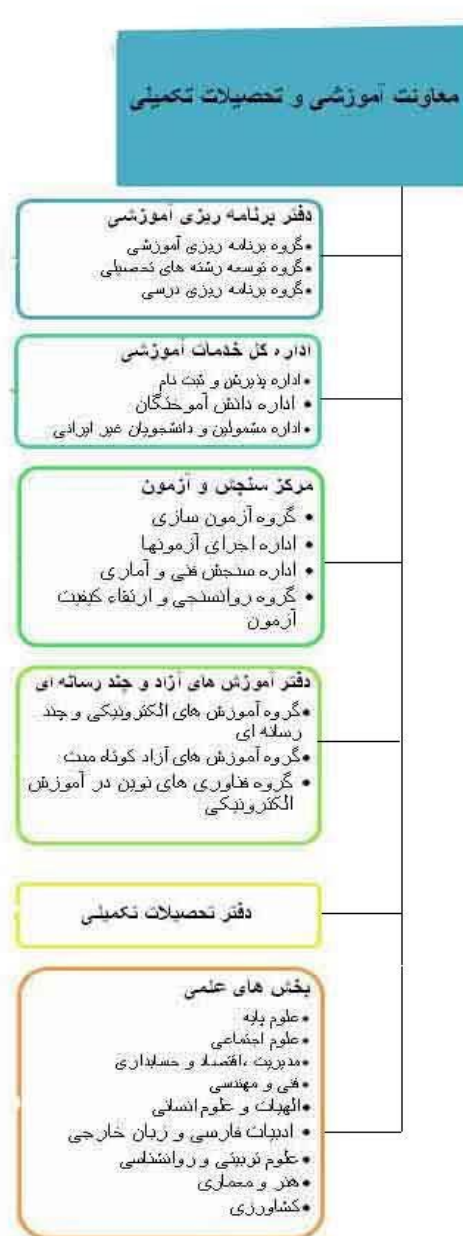 معاونت آموزشی و تحصیلات تکمیلی
دفتر برنامه ریزی آموزشی
•گروه برنامه ریزی آموزشی
•گروه توسعه رشته های تحصیلی
•گروه برنامه ریزی درسی
اداره کل خدمات آموزشی
•اداره پذیرش و ثبت نام
• اداره دانش آموختگان
•اداره مشمولین و دانشجویان غیر ایرانی
مرکز سنجش و آزمون
• گروه آزمون سازی
• اداره اجرای آزمونها
• اداره سنجش فنی و آماری
• گروه روانسنجی و ارتقاء کیفیت
آزمون
دفتر آموزش های آزاد و چند رسانه ای
•گروه آموزش های الکترونیکی و چند
رسانه ای
•گروه آموزش های آزاد کوتاه مدت
• گروه فناوری های نوین در آموزش
الکترونیکی
دفتر تحصیلات تکمیلی
بخش های علمی
•علوم پایه
•علوم اجتماعی
•مدیریت ،اقتصاد و حسابداری
•فنی و مهندسی
•الهیات و علوم انسانی
• ادبیات فارسی و زبان خارجی
•علوم تربیتی و روانشناسی
•هنر و معماری
•کشاورزی